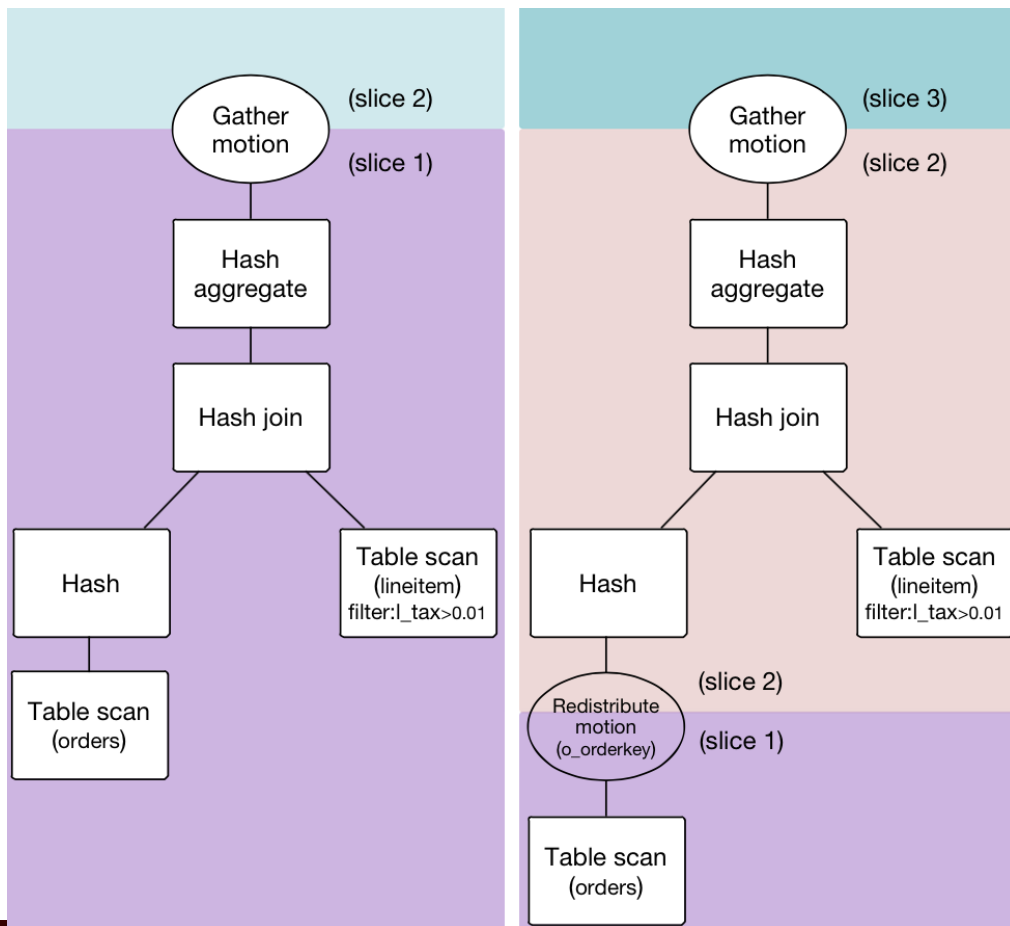 Gather
motion
(slice 2)
(slice 1)
Hash
aggregate
Hash join
Hash
Table scan
(lineitem)
filter:l_tax>0.01
Table scan
(orders)
Gather
motion
(slice 3)
(slice 2)
Hash
aggregate
Hash join
Hash
Table scan
(lineitem)
filter:l_tax>0.01
Redistribute
motion
(o_orderkey)
(slice 2)
(slice 1)
Table scan
(orders)